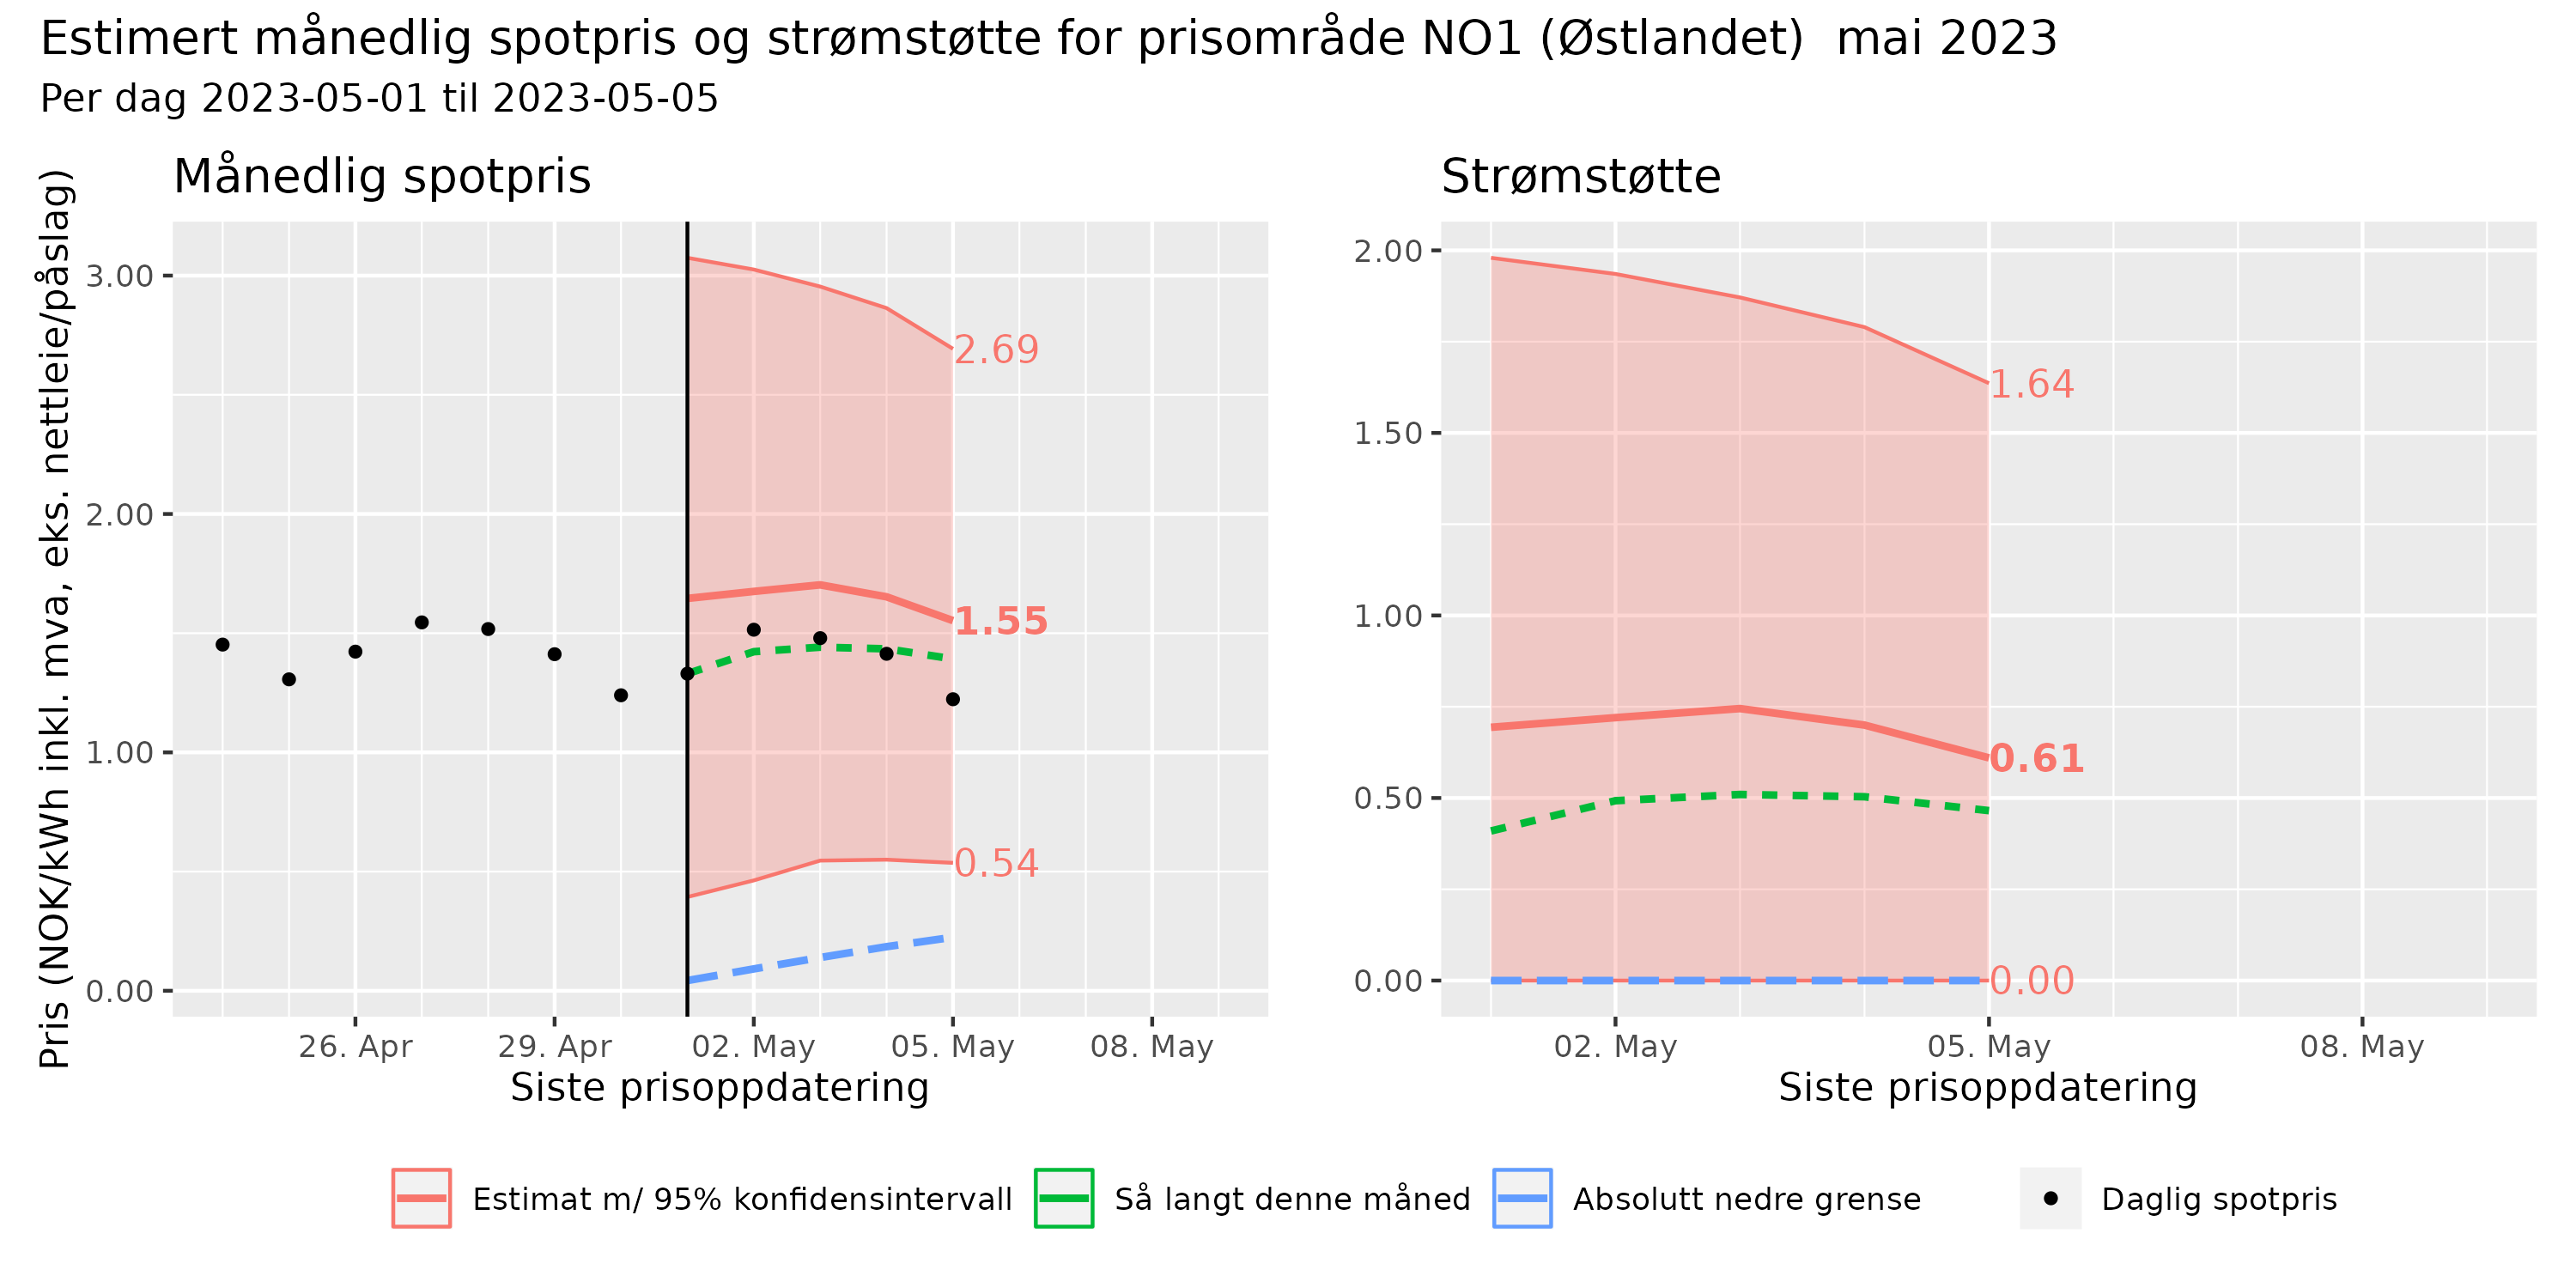 Estimert månedlig spotpris og strømstøtte for prisområde NO1 (Østlandet)  mai 2023
Per dag 2023-05-01 til 2023-05-05
Månedlig spotpris
Pris (NOK/kWh inkl. mva, eks. nettleie/påslag)
3.00
2.00
1.00
0.00
2.69
1.55
0.54
26. Apr
29. Apr
02. May
05. May
08. May
Siste prisoppdatering
Strømstøtte
2.00
1.50
1.00
0.50
0.00
1.64
0.61
0.00
02. May
05. May
08. May
Siste prisoppdatering
Estimat m/ 95% konfidensintervall
Så langt denne måned
Absolutt nedre grense
Daglig spotpris